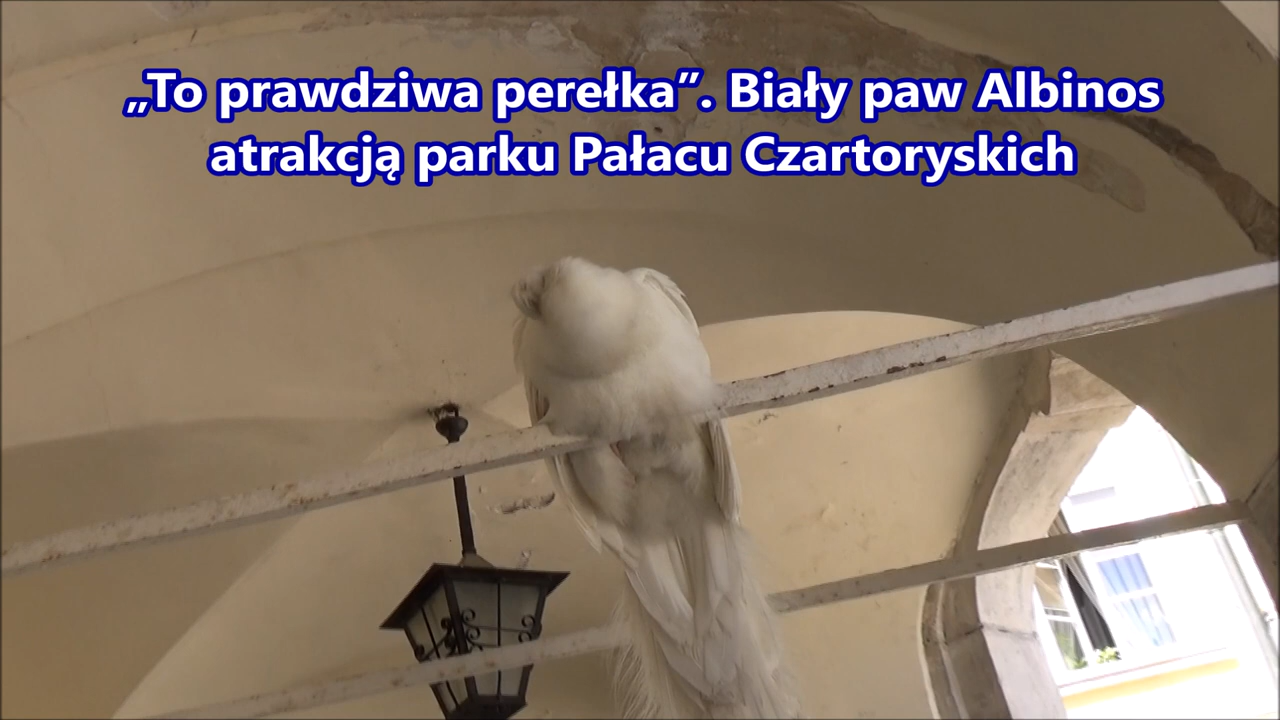 „To prawdziwa perełka”. Biały paw Albinos
atrakcją parku Pałacu Czartoryskich